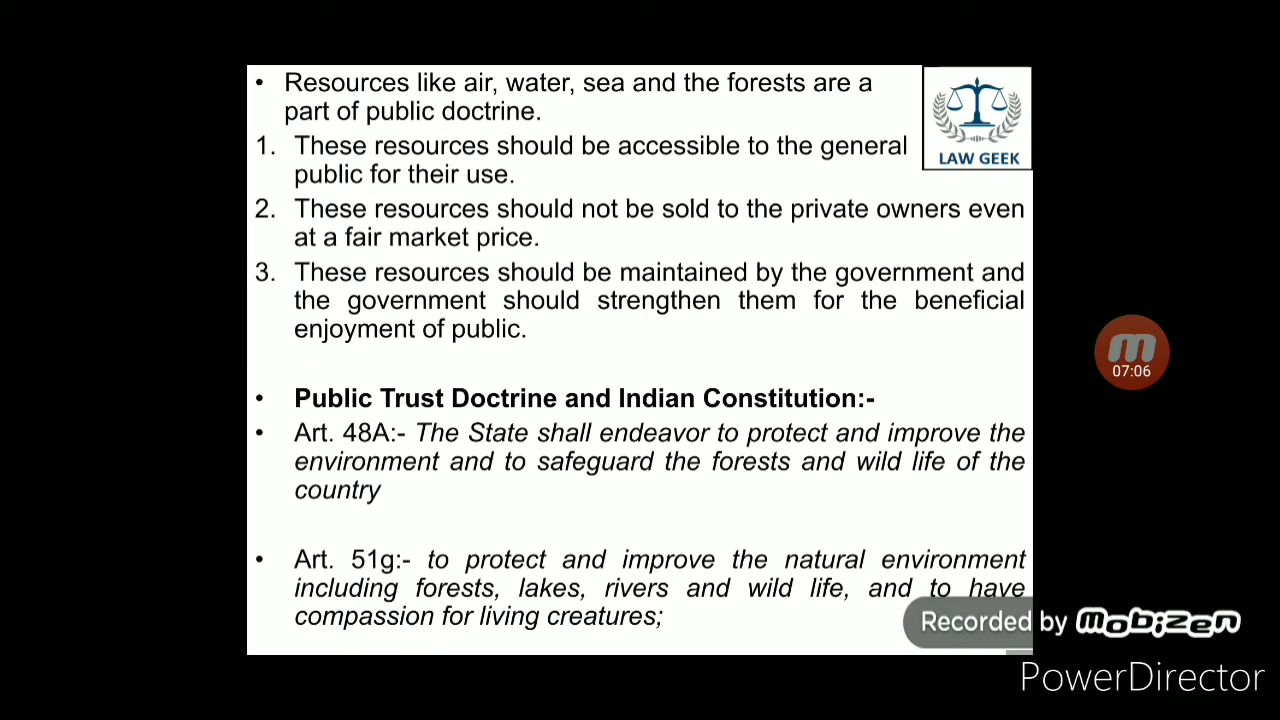 • Resources like air, water, sea and the forests are a
part of public doctrine.
1. These resources should be accessible to the general
public for their use.
2. These resources should not be sold to the private owners even
at a fair market price.
3. These resources should be maintained by the government and
the government should strengthen them for the beneficial
enjoyment of public.
• Public Trust Doctrine and Indian Constitution:-
• Art. 48A:- The State shall endeavor to protect and improve the
environment and to safeguard the forests and wild life of the
country
• Art. 51g:- to protect and improve the natural environment
including forests, lakes, rivers and wild life, and to have
compassion for living creatures;
LAW GEEK
07:06
Recorded by Mobizen
PowerDirector